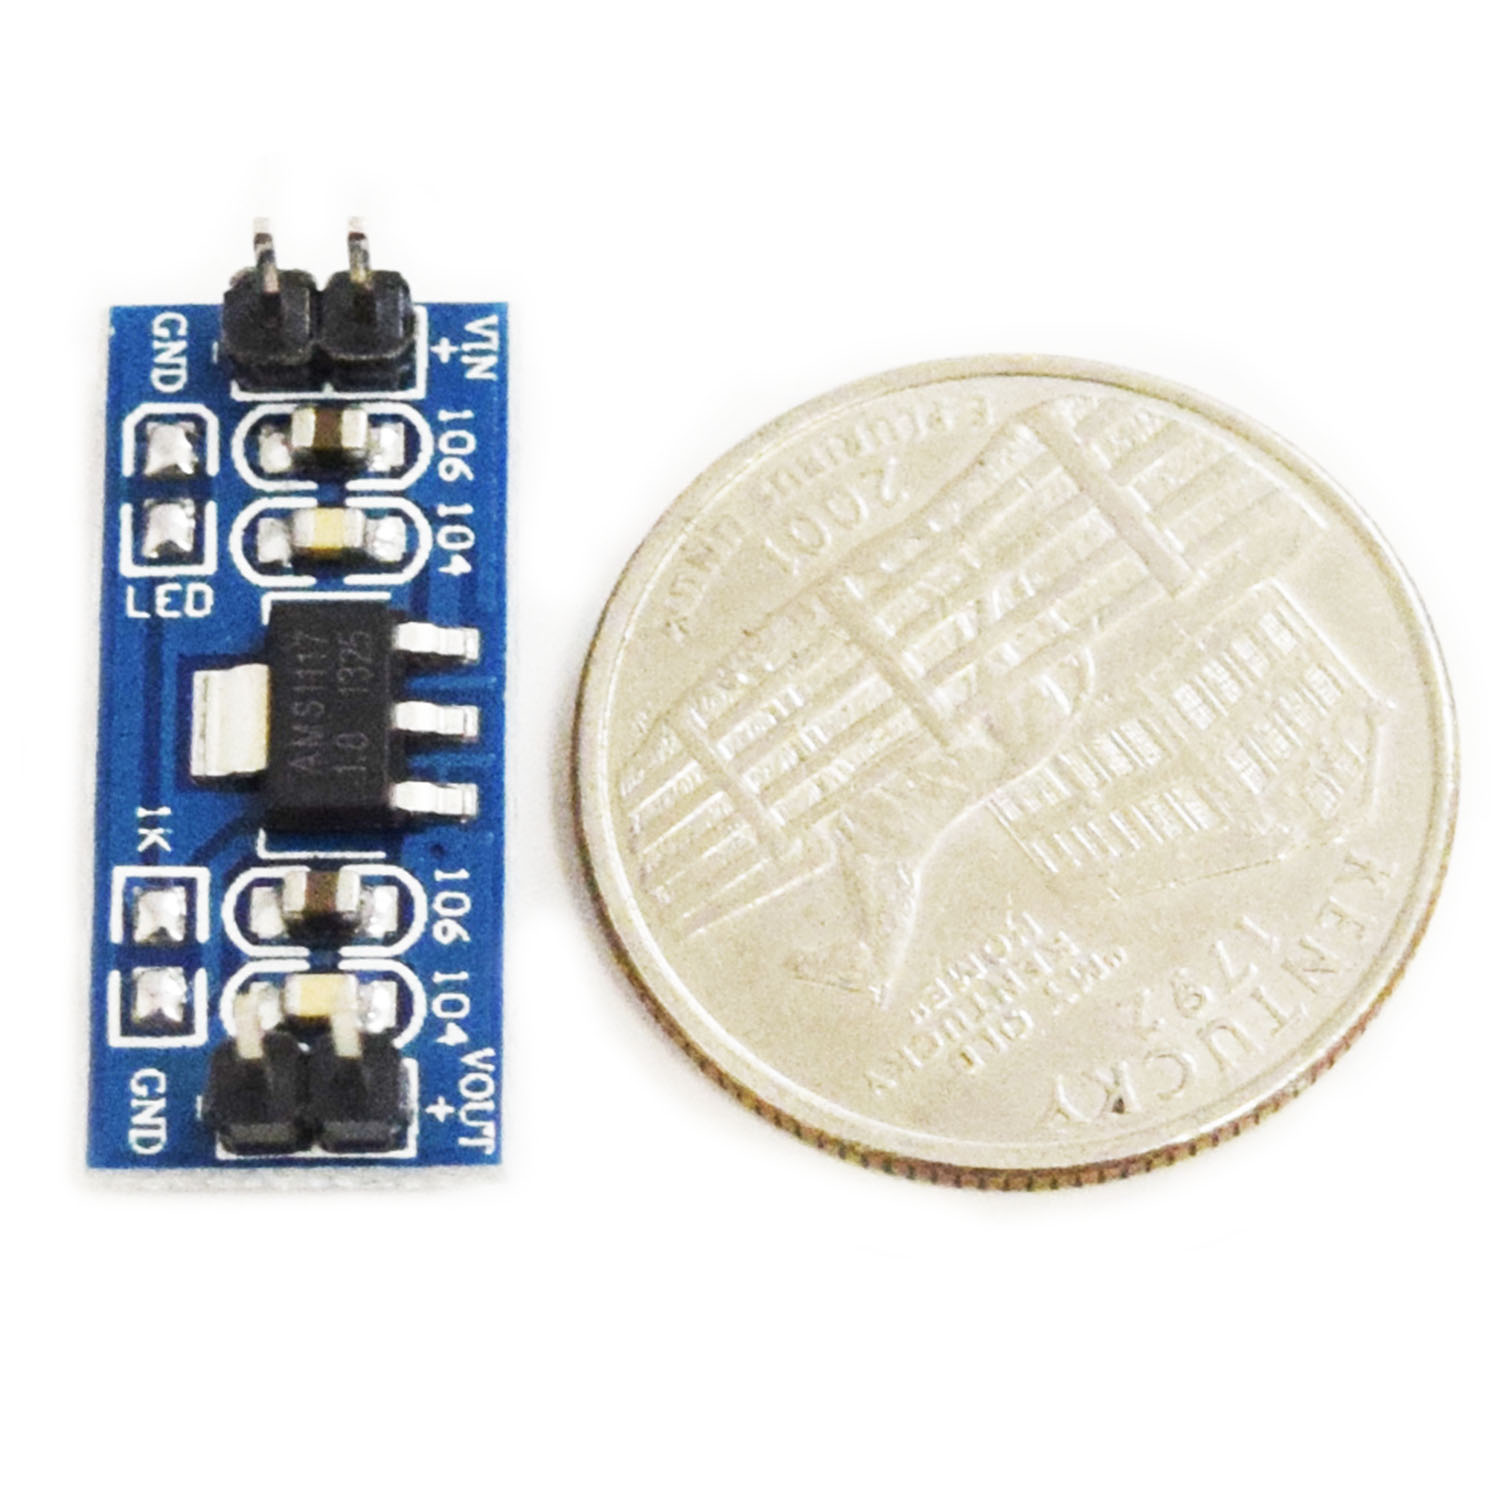 GND
VIN
+
106
104
LED
AMS1117
1.8 1325
1K
106
104
GND
VOUT
+
KENTUCKY
1792
"MY OLD
KENTUCKY
HOME"
2001
E PLURIBUS UNUM